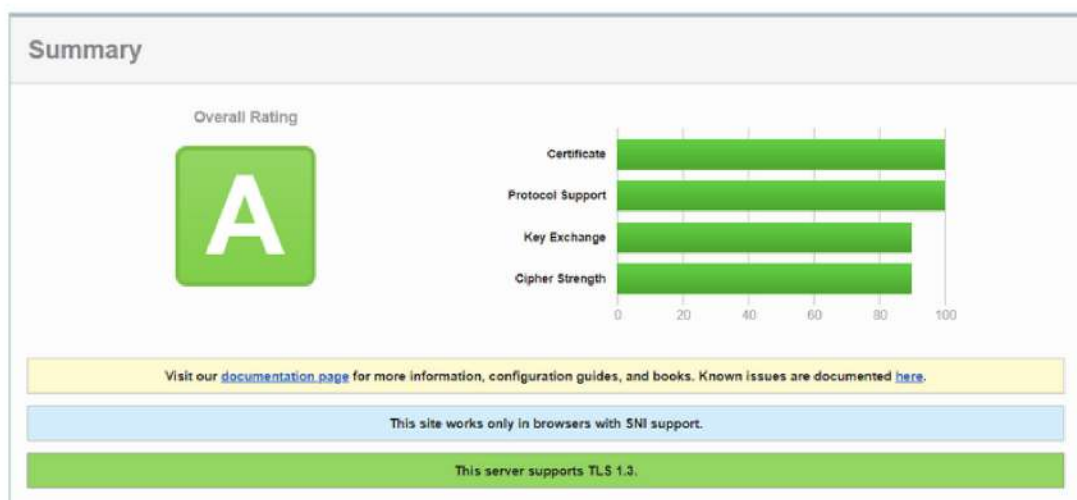 Summary
Overall Rating
A
Certificate
Protocol Support
Key Exchange
Cipher Strength
0 20 40 60 80 100
Visit our documentation page for more information, configuration guides, and books. Known issues are documented here.
This site works only in browsers with SNI support.
This server supports TLS 1.3.